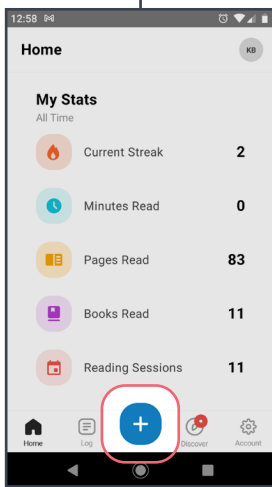 12:58
Home
KB
My Stats
All Time
Current Streak 2
Minutes Read 0
Pages Read 83
Books Read 11
Reading Sessions 11
+
Home Log Discover Account